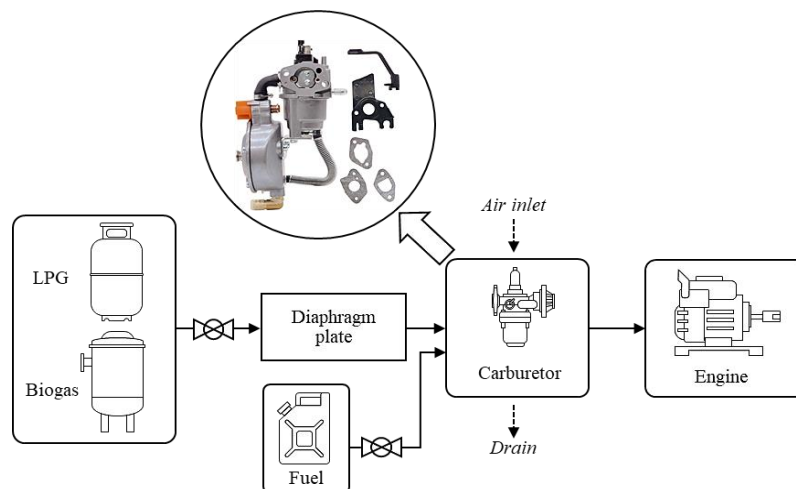 Air inlet
LPG
Biogas
Diaphragm
plate
Carburetor
Engine
Fuel
Drain